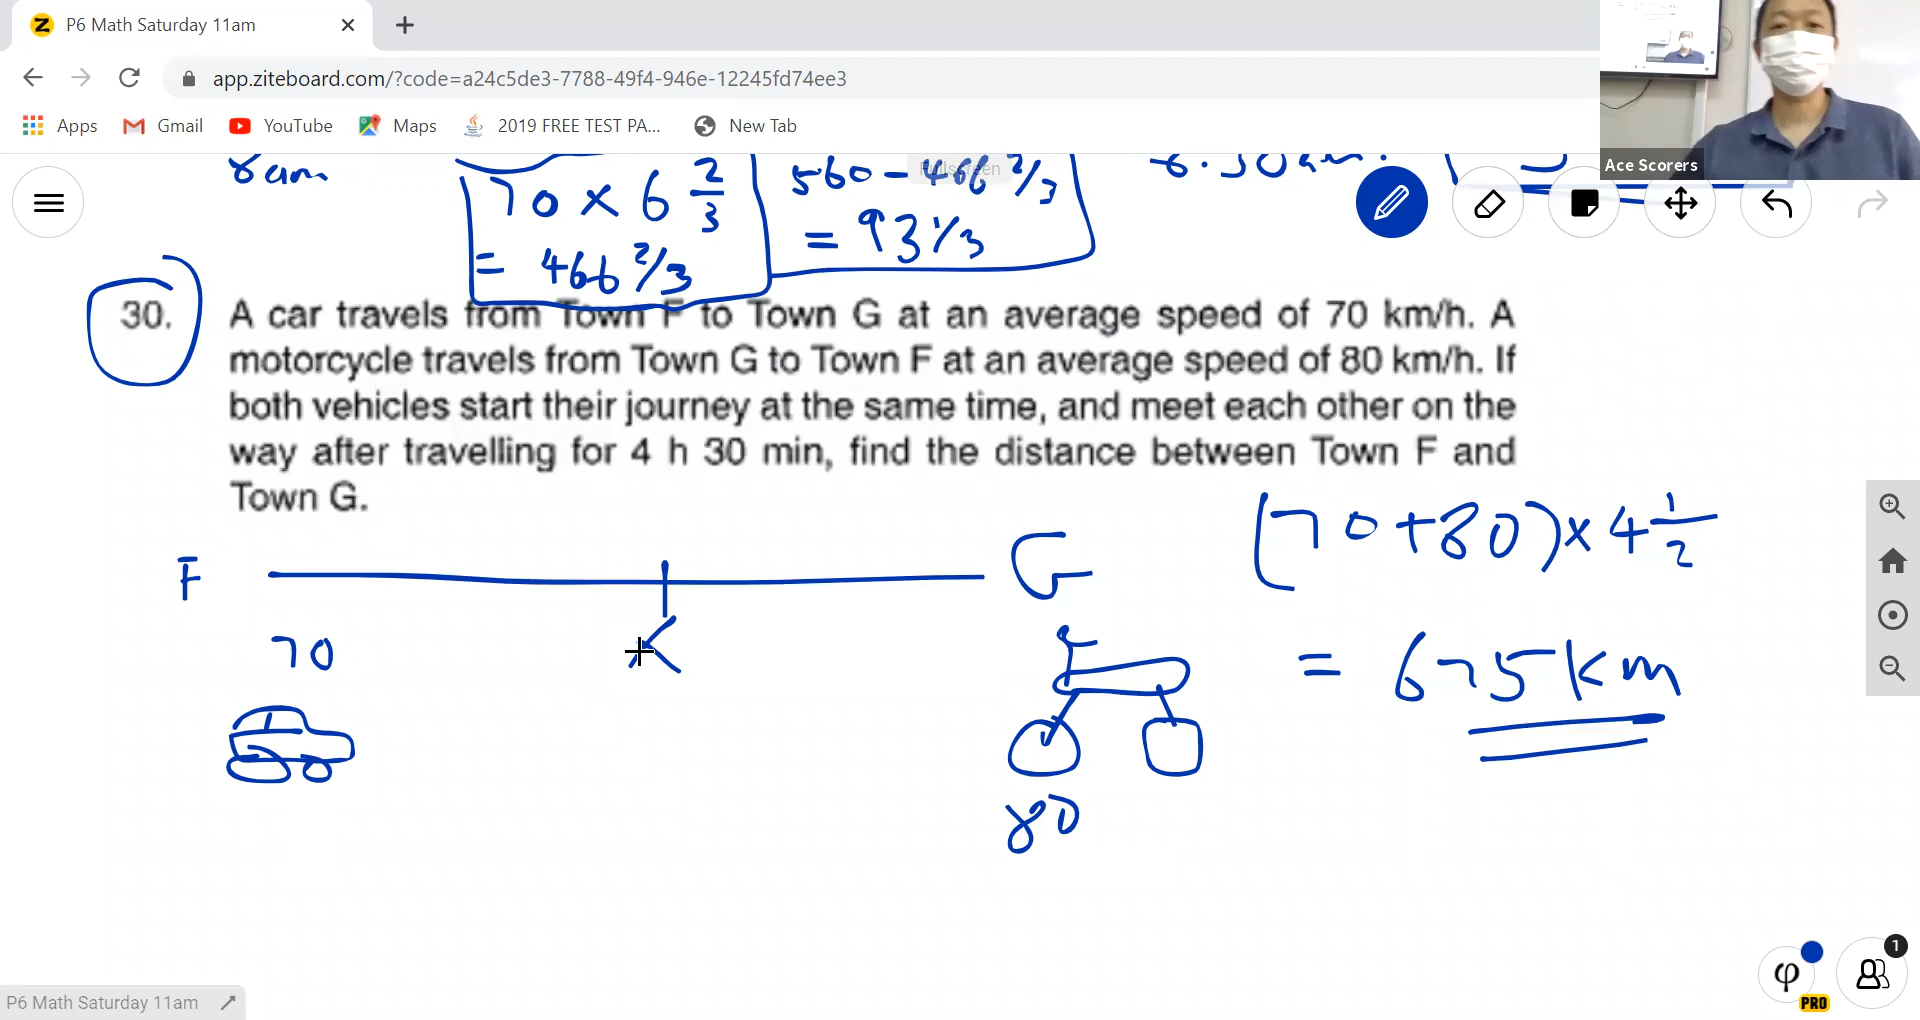 P6 Math Saturday 11am
app.ziteboard.com/?code=a24c5de3-7788-49f4-946e-12245fd74ee3
Apps Gmail YouTube Maps 2019 FREE TEST PA... New Tab
Ace Scorers
8am
70 × 6 2/3
= 466 2/3
560 - 466 2/3
= 93 1/3
Fullscreen
30. A car travels from Town F to Town G at an average speed of 70 km/h. A
motorcycle travels from Town G to Town F at an average speed of 80 km/h. If
both vehicles start their journey at the same time, and meet each other on the
way after travelling for 4 h 30 min, find the distance between Town F and
Town G.
(70+80)×4 1/2
= 675km
F G
70
80
1
PRO
P6 Math Saturday 11am